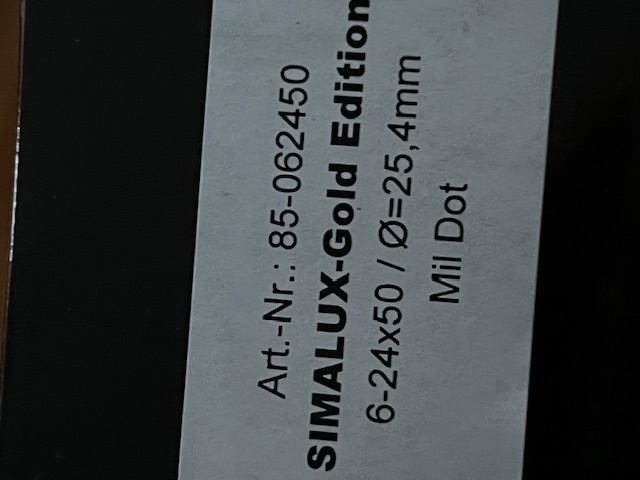 Art.-Nr.: 85-062450
SIMALUX-Gold Edition
6-24x50 / Ø=25,4mm
Mil Dot